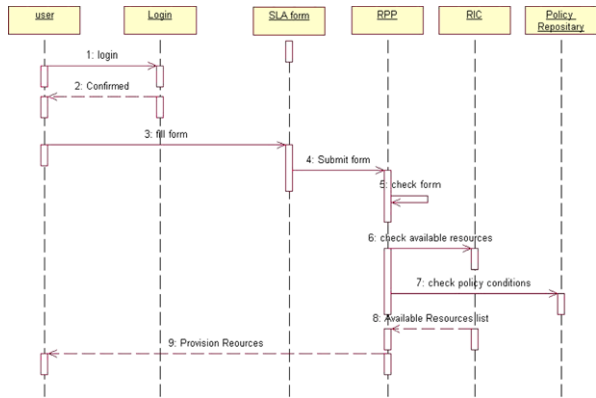 user
Login
SLA form
RPP
RIC
Policy
Repositary
1: login
2: Confirmed
3: fill form
4: Submit form
5: check form
6: check available resources
7: check policy conditions
8: Available Resources list
9: Provision Reources